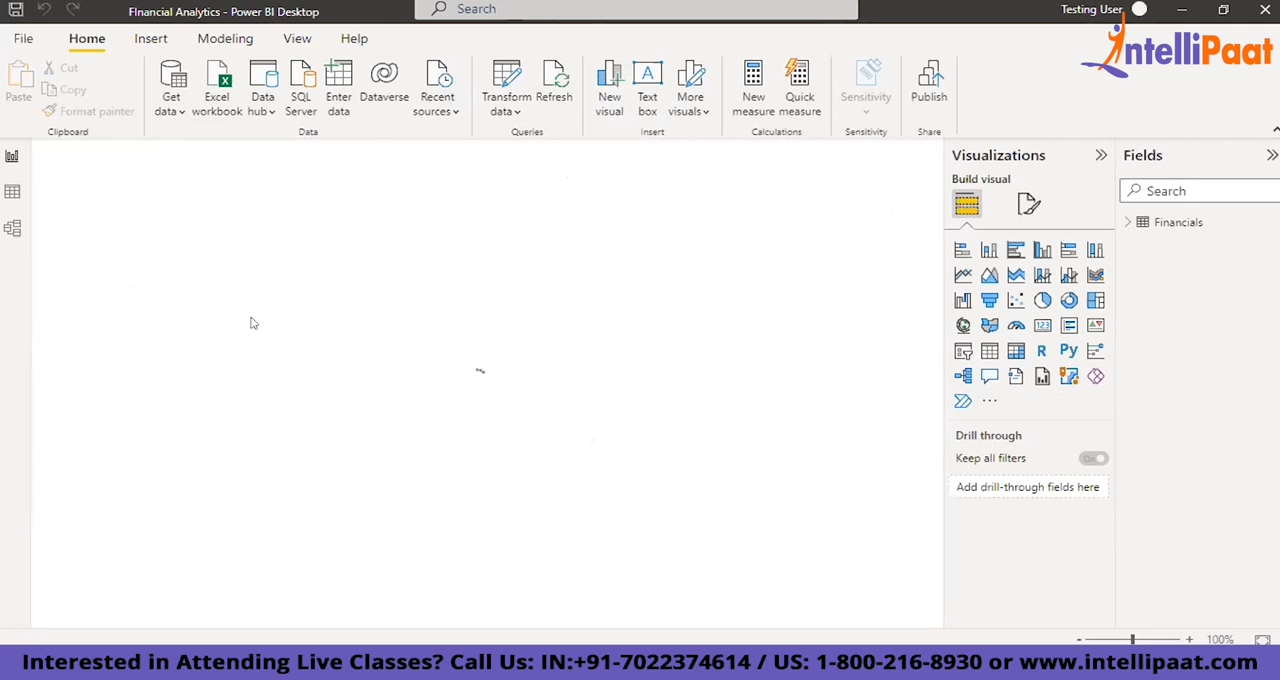 FInancial Analytics - Power BI Desktop
Search
Testing User
File Home Insert Modeling View Help
IntelliPaat
Paste
Cut
Copy
Format painter
Clipboard
Get data
Excel workbook
Data hub
SQL Server
Enter data
Dataverse
Recent sources
Data
Transform data
Refresh
Queries
New visual
Text box
More visuals
Insert
New measure
Quick measure
Calculations
Sensitivity
Sensitivity
Publish
Share
Visualizations
Build visual
123
R
Py
Drill through
Keep all filters
On
Add drill-through fields here
Fields
Search
Financials
- + 100%
Interested in Attending Live Classes? Call Us: IN:+91-7022374614 / US: 1-800-216-8930 or www.intellipaat.com